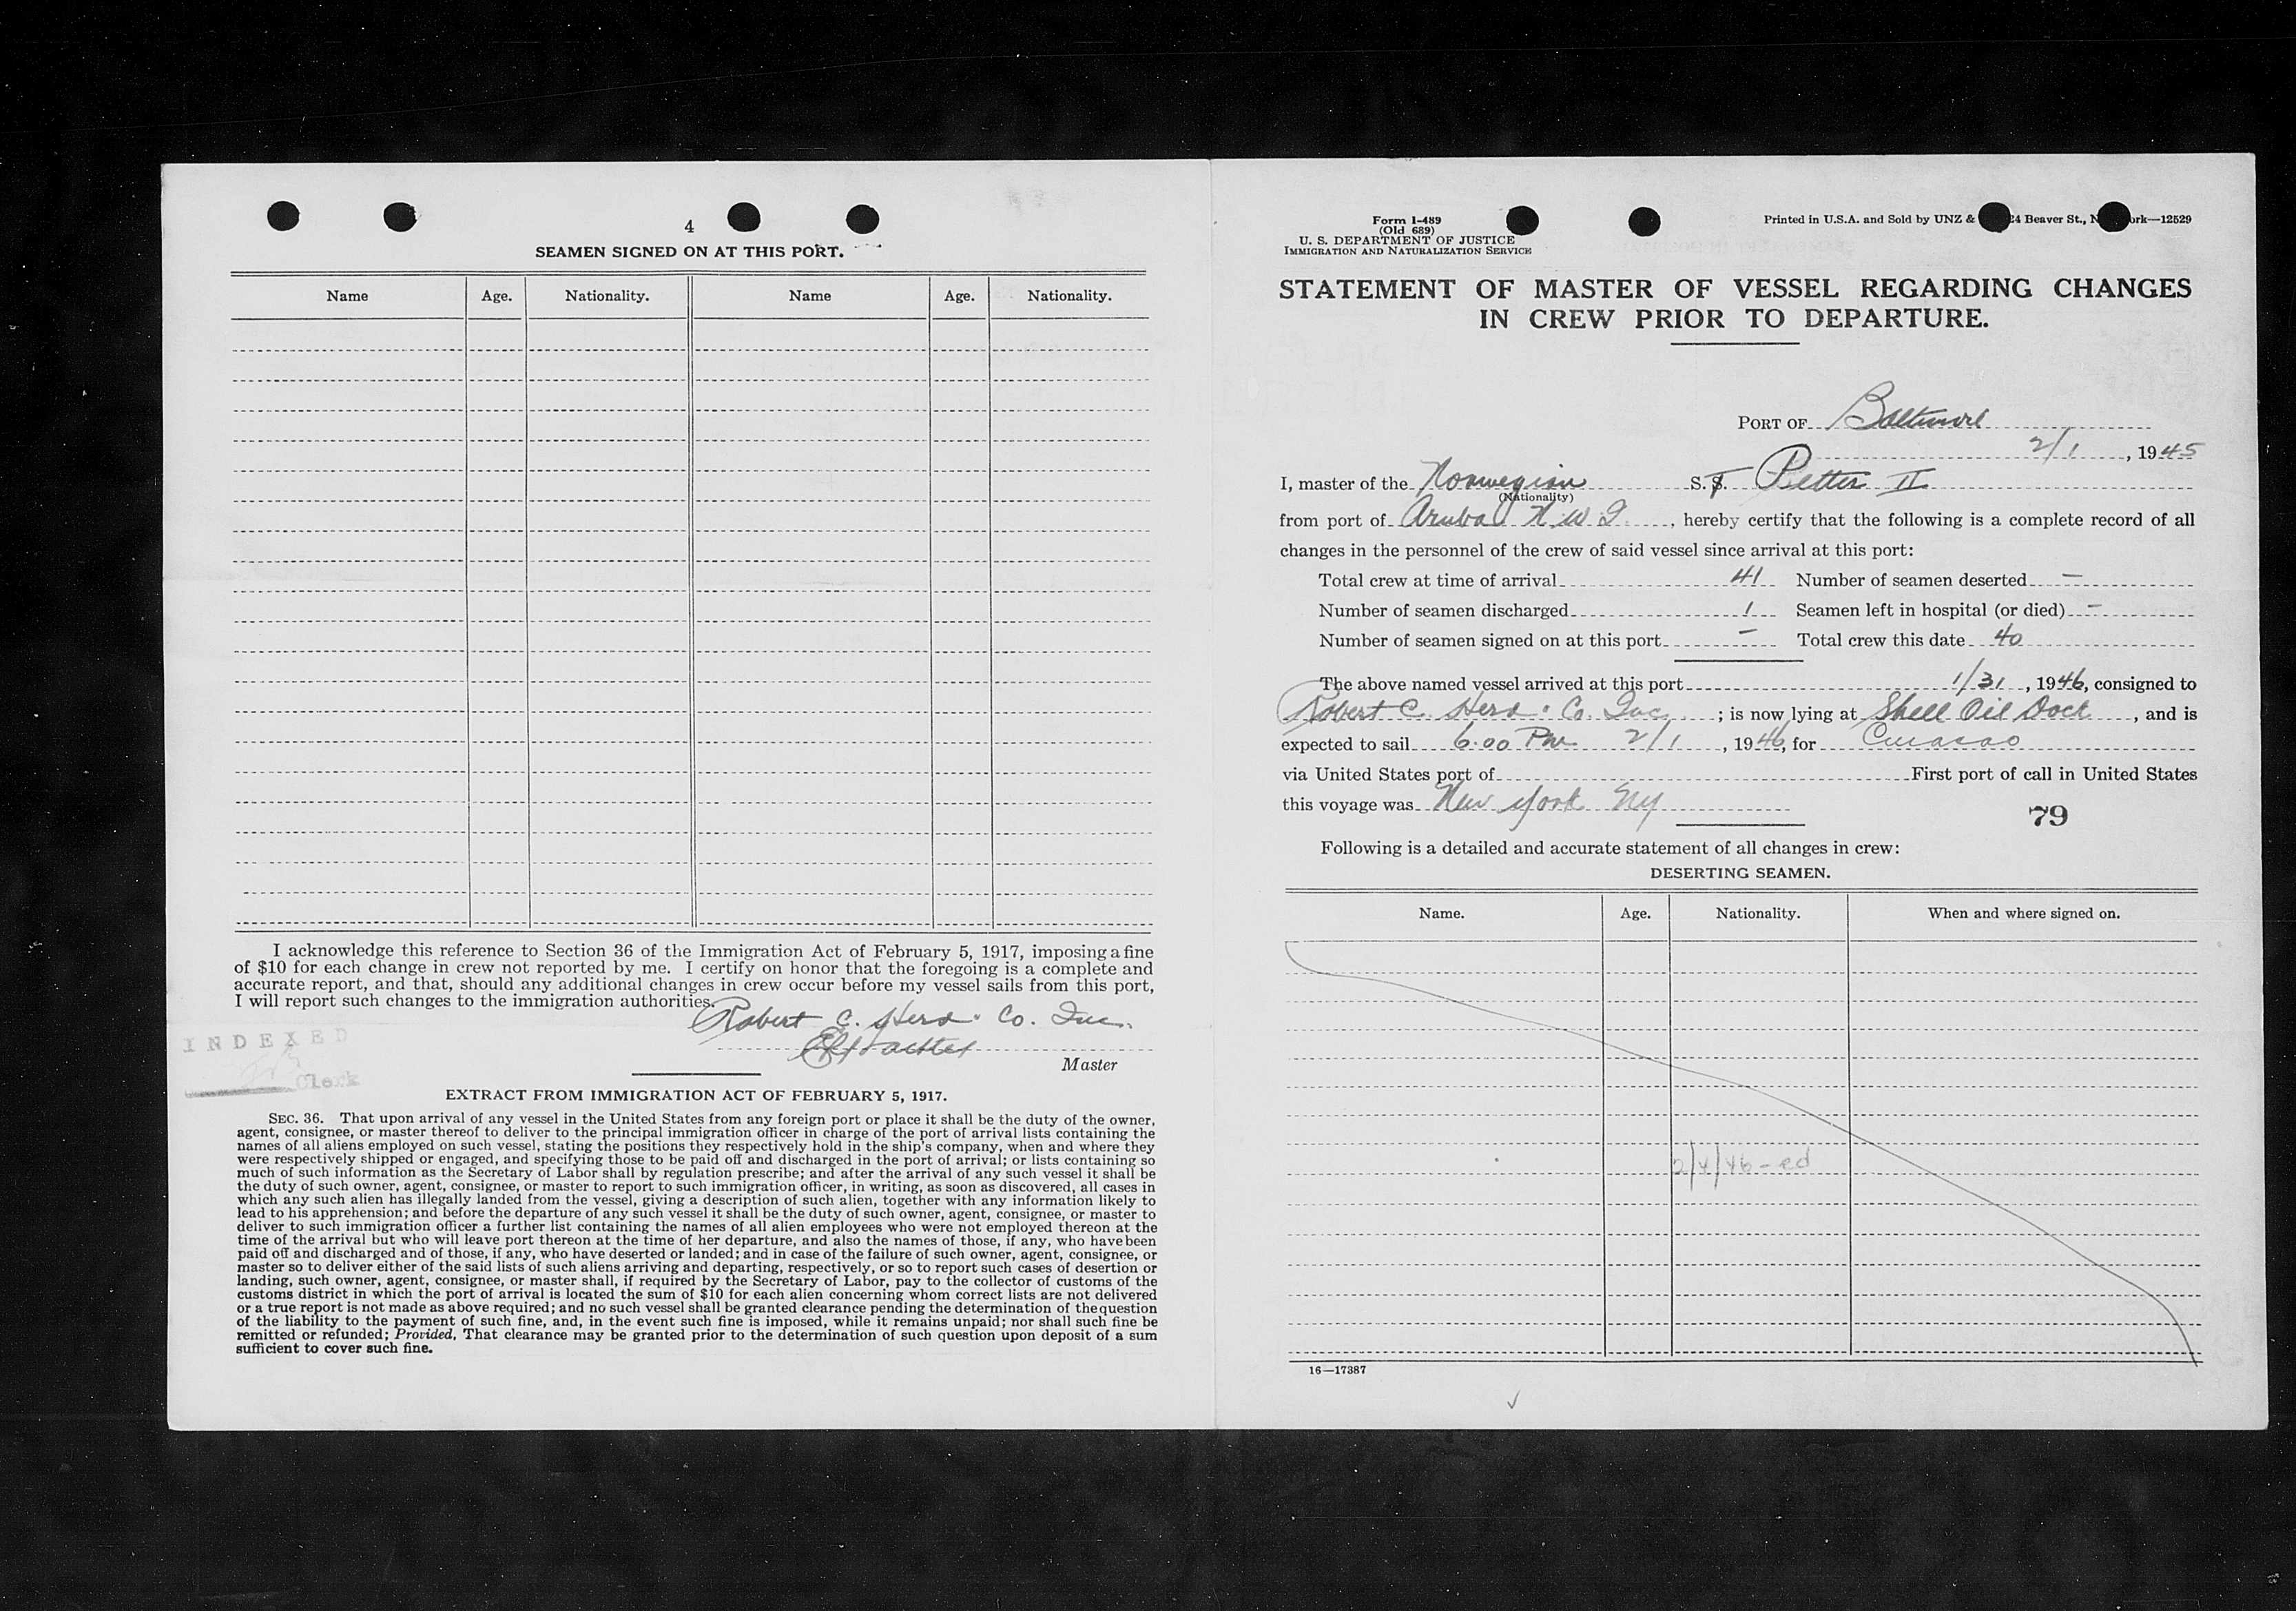 4
SEAMEN SIGNED ON AT THIS PORT.
Name Age. Nationality. Name Age. Nationality.
I acknowledge this reference to Section 36 of the Immigration Act of February 5, 1917, imposing a fine
of $10 for each change in crew not reported by me. I certify on honor that the foregoing is a complete and
accurate report, and that, should any additional changes in crew occur before my vessel sails from this port,
I will report such changes to the immigration authorities.
Robert C. Herd & Co. Inc.
Master
INDEXED
Clerk
EXTRACT FROM IMMIGRATION ACT OF FEBRUARY 5, 1917.
SEC. 36. That upon arrival of any vessel in the United States from any foreign port or place it shall be the duty of the owner,
agent, consignee, or master thereof to deliver to the principal immigration officer in charge of the port of arrival lists containing the
names of all aliens employed on such vessel, stating the positions they respectively hold in the ship's company, when and where they
were respectively shipped or engaged, and specifying those to be paid off and discharged in the port of arrival; or lists containing so
much of such information as the Secretary of Labor shall by regulation prescribe; and after the arrival of any such vessel it shall be
the duty of such owner, agent, consignee, or master to report to such immigration officer, in writing, as soon as discovered, all cases in
which any such alien has illegally landed from the vessel, giving a description of such alien, together with any information likely to
lead to his apprehension; and before the departure of any such vessel it shall be the duty of such owner, agent, consignee, or master to
deliver to such immigration officer a further list containing the names of all alien employees who were not employed thereon at the
time of the arrival but who will leave port thereon at the time of her departure, and also the names of those, if any, who have been
paid off and discharged and of those, if any, who have deserted or landed; and in case of the failure of such owner, agent, consignee, or
master so to deliver either of the said lists of such aliens arriving and departing, respectively, or so to report such cases of desertion or
landing, such owner, agent, consignee, or master shall, if required by the Secretary of Labor, pay to the collector of customs of the
customs district in which the port of arrival is located the sum of $10 for each alien concerning whom correct lists are not delivered
or a true report is not made as above required; and no such vessel shall be granted clearance pending the determination of the question
of the liability to the payment of such fine, and, in the event such fine is imposed, while it remains unpaid; nor shall such fine be
remitted or refunded; Provided, That clearance may be granted prior to the determination of such question upon deposit of a sum
sufficient to cover such fine.
Form I-489
(Old 689)
U. S. DEPARTMENT OF JUSTICE
IMMIGRATION AND NATURALIZATION SERVICE
Printed in U.S.A. and Sold by UNZ & 24 Beaver St., N ork—12529
STATEMENT OF MASTER OF VESSEL REGARDING CHANGES
IN CREW PRIOR TO DEPARTURE.
PORT OF Baltimore
2/1, 1945
I, master of the Norwegian S.S. Petter II
(Nationality)
from port of Aruba N W I, hereby certify that the following is a complete record of all
changes in the personnel of the crew of said vessel since arrival at this port:
Total crew at time of arrival 41 Number of seamen deserted —
Number of seamen discharged 1 Seamen left in hospital (or died) —
Number of seamen signed on at this port — Total crew this date 40
The above named vessel arrived at this port 1/31, 1946, consigned to
Robert C. Herd & Co. Inc; is now lying at Shell Oil Dock, and is
expected to sail 6.00 Pm 2/1, 1946, for Curacao
via United States port of First port of call in United States
this voyage was New York NY
79
Following is a detailed and accurate statement of all changes in crew:
DESERTING SEAMEN.
Name. Age. Nationality. When and where signed on.
2/4/46-ed
16—17387